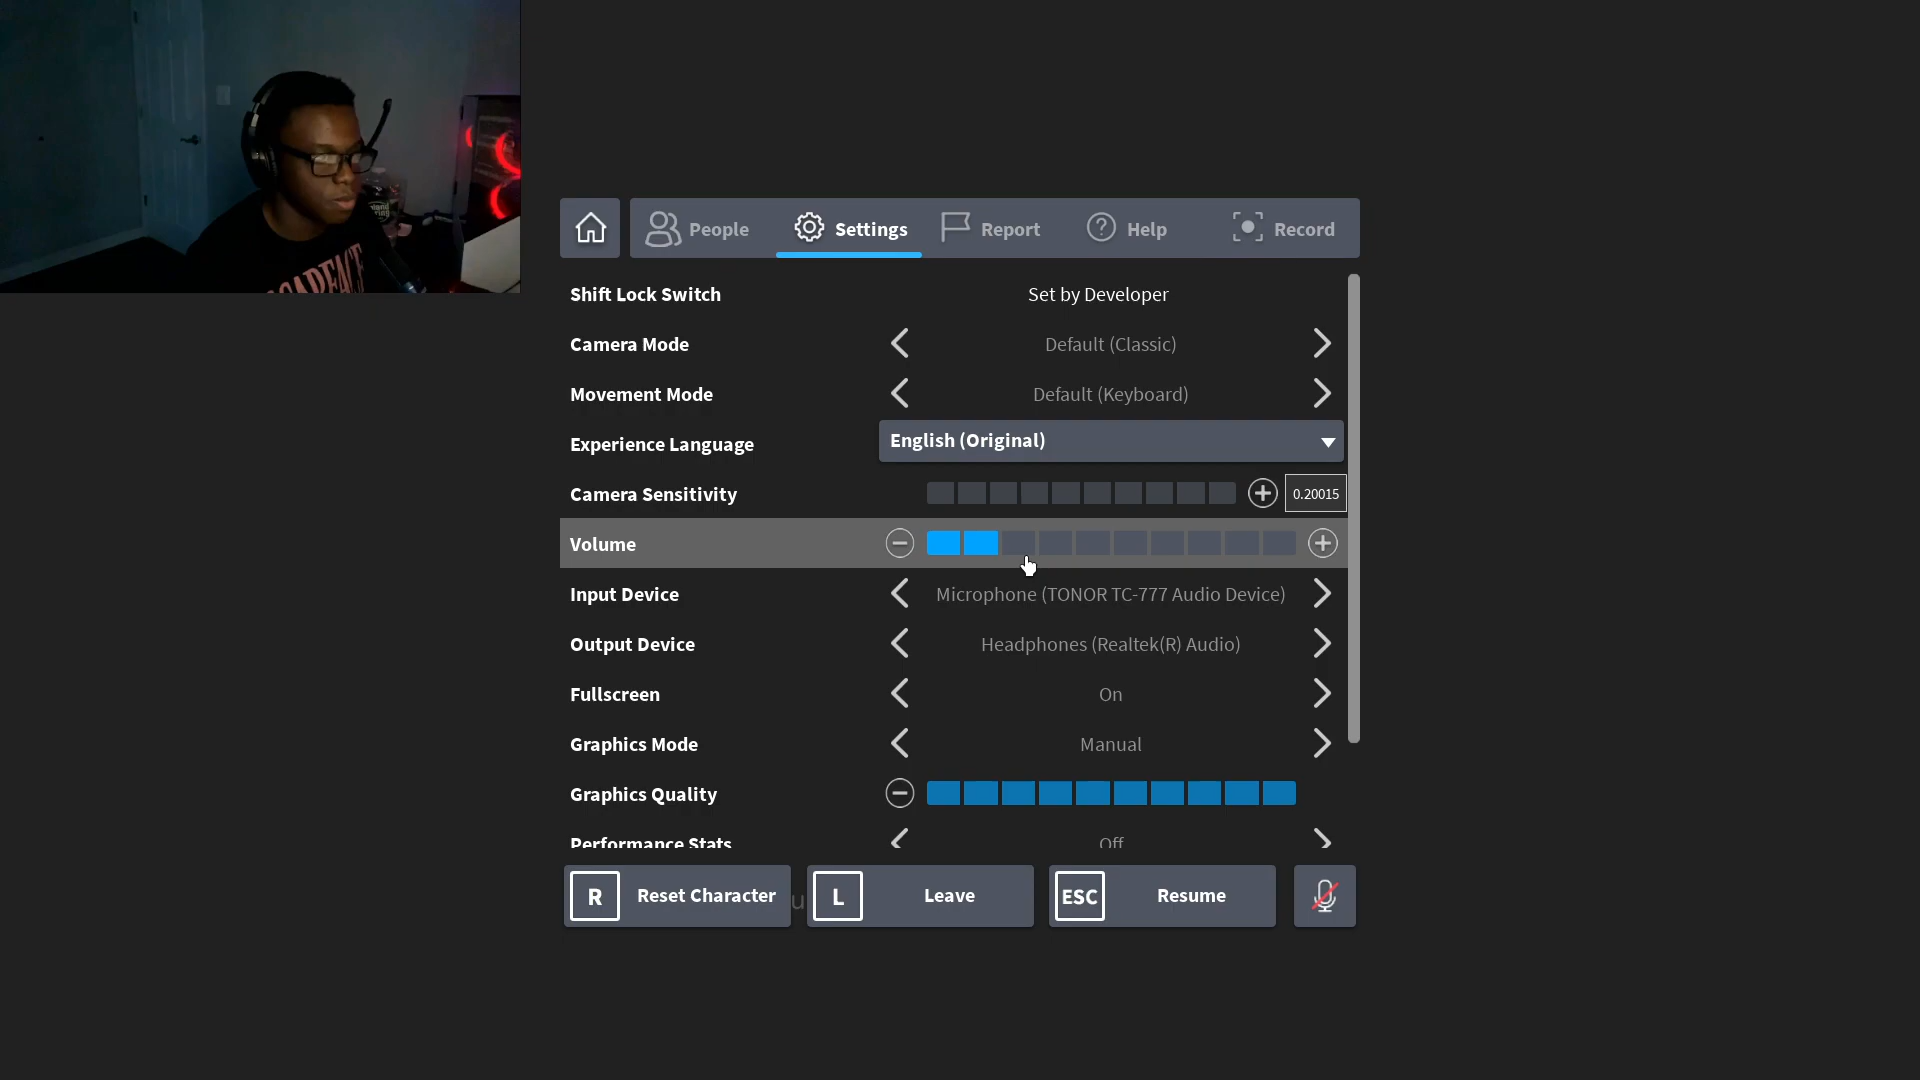 People
Settings
Report
Help
Record
Shift Lock Switch
Set by Developer
Camera Mode
Default (Classic)
Movement Mode
Default (Keyboard)
Experience Language
English (Original)
Camera Sensitivity
0.20015
Volume
Input Device
Microphone (TONOR TC-777 Audio Device)
Output Device
Headphones (Realtek(R) Audio)
Fullscreen
On
Graphics Mode
Manual
Graphics Quality
Performance Stats
Off
R Reset Character
L Leave
ESC Resume